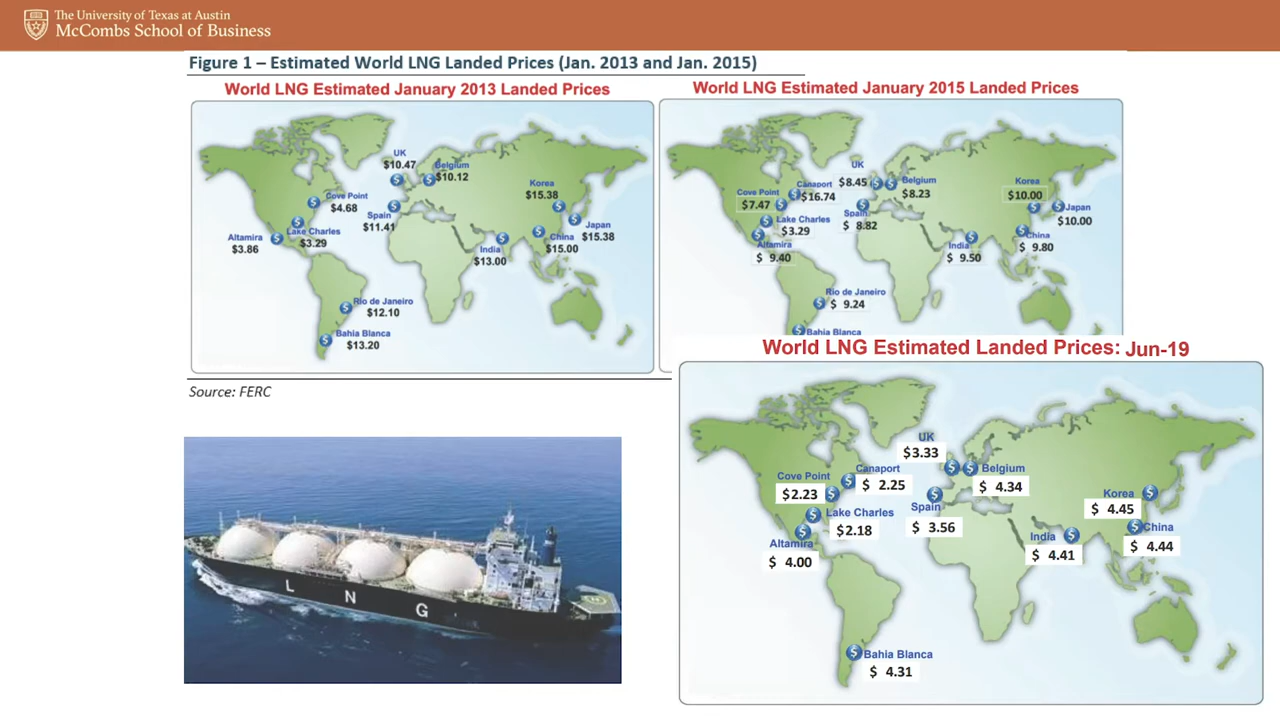 The University of Texas at Austin
McCombs School of Business
Figure 1 – Estimated World LNG Landed Prices (Jan. 2013 and Jan. 2015)
World LNG Estimated January 2013 Landed Prices
UK
$10.47
Belgium
$10.12
Cove Point
$4.68
Spain
$11.41
Lake Charles
$3.29
Altamira
$3.86
Korea
$15.38
Japan
$15.38
China
$15.00
India
$13.00
Rio de Janeiro
$12.10
Bahia Blanca
$13.20
World LNG Estimated January 2015 Landed Prices
UK
$8.45
Belgium
$8.23
Canaport
$16.74
Cove Point
$7.47
Spain
$ 8.82
Lake Charles
$3.29
Altamira
$ 9.40
Korea
$10.00
Japan
$10.00
China
$ 9.80
India
$ 9.50
Rio de Janeiro
$ 9.24
Bahia Blanca
Source: FERC
L N G
World LNG Estimated Landed Prices: Jun-19
UK
$3.33
Belgium
$ 4.34
Canaport
$ 2.25
Cove Point
$2.23
Spain
$ 3.56
Lake Charles
$2.18
Altamira
$ 4.00
Korea
$ 4.45
China
$ 4.44
India
$ 4.41
Bahia Blanca
$ 4.31